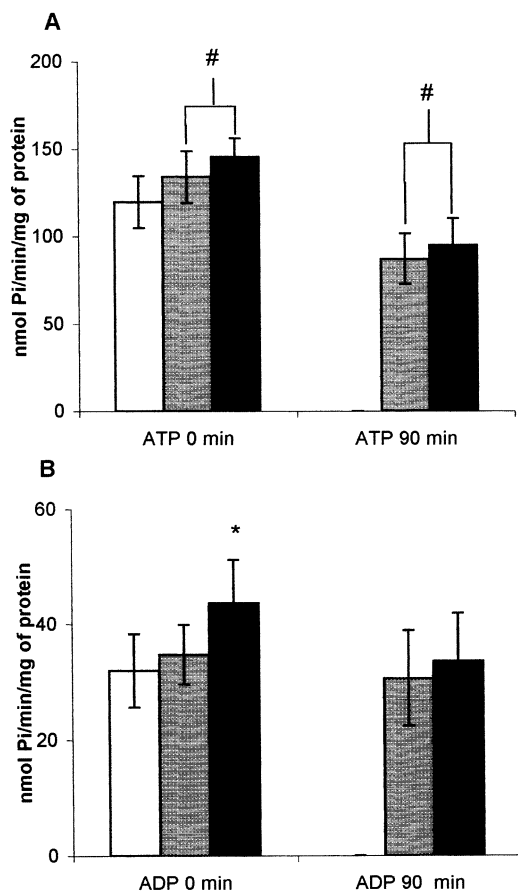 A
#
#
200
150
100
50
0
nmol Pi/min/mg of protein
ATP 0 min
ATP 90 min
B
*
60
40
20
0
nmol Pi/min/mg of protein
ADP 0 min
ADP 90 min